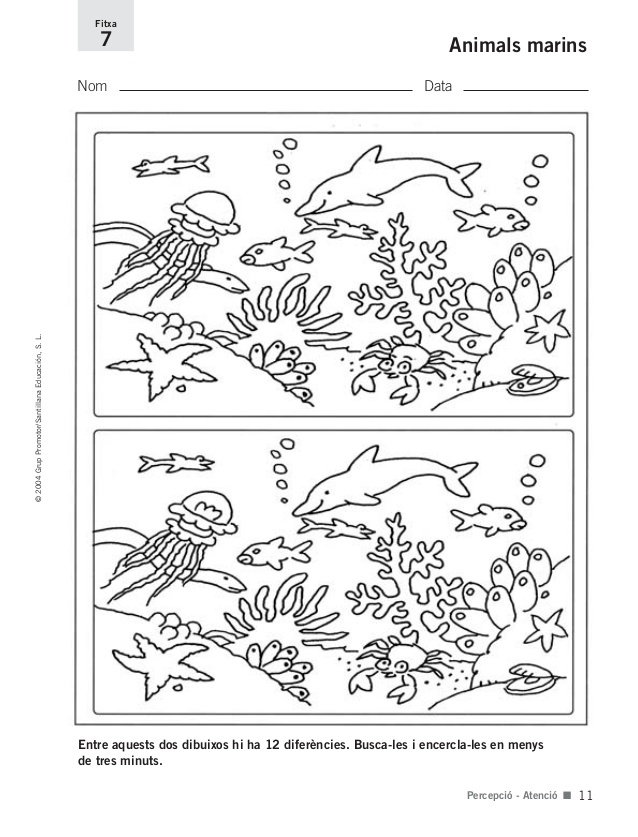 Fitxa
7
Animals marins
Nom
Data
© 2004 Grup Promotor/Santillana Educación, S. L.
Entre aquests dos dibuixos hi ha 12 diferències. Busca-les i encercla-les en menys
de tres minuts.
Percepció - Atenció ■ 11